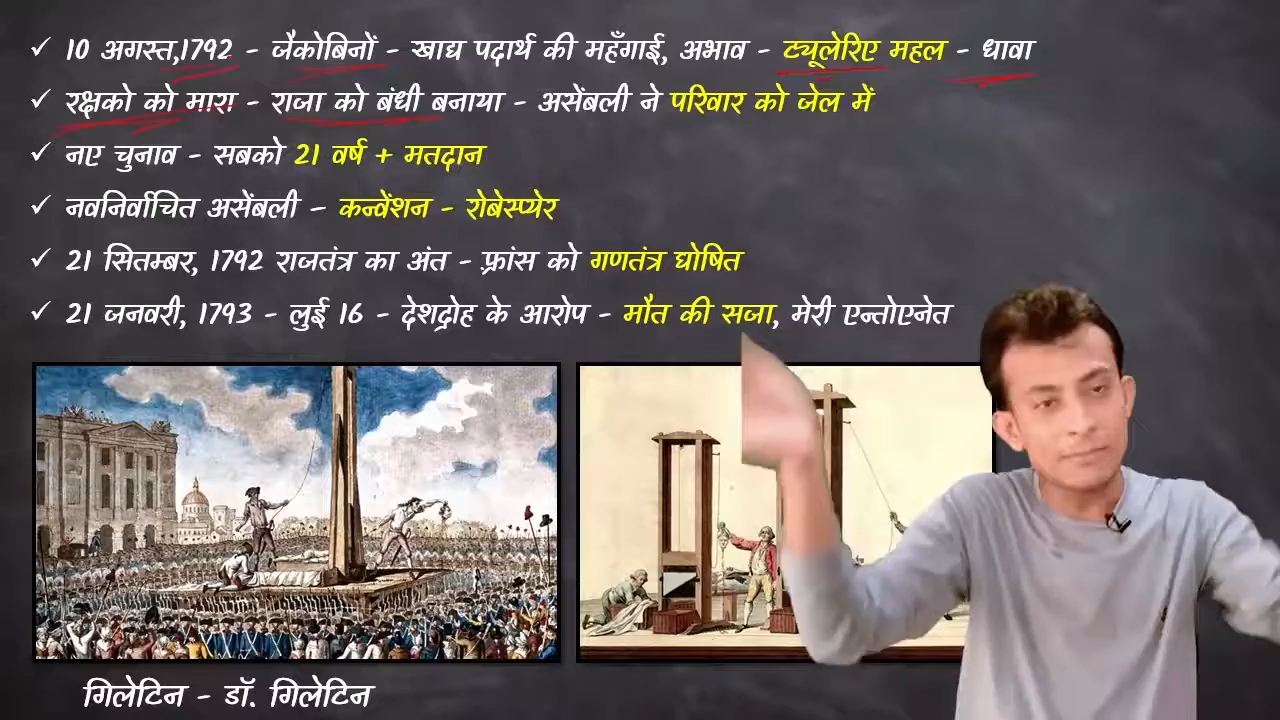 ✓ 10 अगस्त,1792 - जैकोबिनों - खाद्य पदार्थ की महँगाई, अभाव - ट्यूलेरिए महल - धावा
✓ रक्षको को मारा - राजा को बंधी बनाया - असेंबली ने परिवार को जेल में
✓ नए चुनाव - सबको 21 वर्ष + मतदान
✓ नवनिर्वाचित असेंबली - कन्वेंशन - रोबेस्प्येर
✓ 21 सितम्बर, 1792 राजतंत्र का अंत - फ़्रांस को गणतंत्र घोषित
✓ 21 जनवरी, 1793 - लुई 16 - देशद्रोह के आरोप - मौत की सजा, मेरी एन्तोएनेत
गिलेटिन - डॉ. गिलेटिन